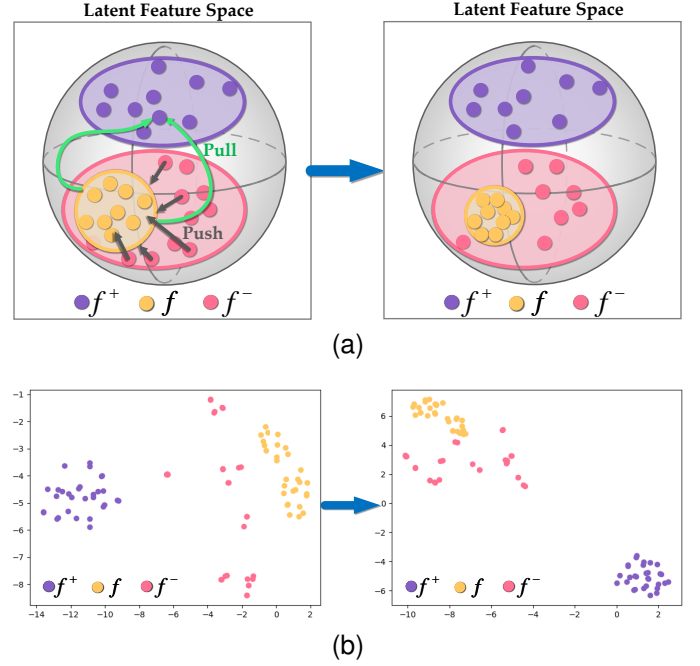 Latent Feature Space
Latent Feature Space
Pull
Push
f⁺ f f⁻
f⁺ f f⁻
(a)
−1
−2
−3
−4
−5
−6
−7
−8
−14 −12 −10 −8 −6 −4 −2 0 2
f⁺ f f⁻
6
4
2
0
−2
−4
−6
−10 −8 −6 −4 −2 0 2
f⁺ f f⁻
(b)